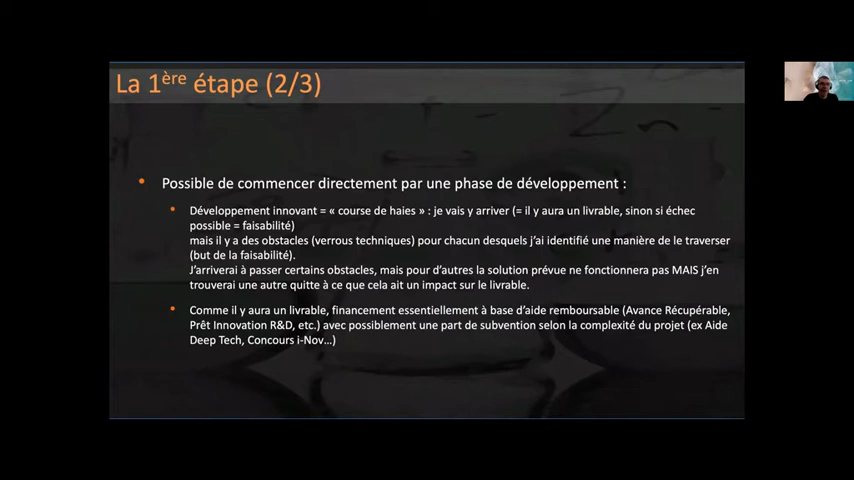 La 1ère étape (2/3)
• Possible de commencer directement par une phase de développement :
• Développement innovant = « course de haies » : je vais y arriver (= il y aura un livrable, sinon si échec
possible = faisabilité)
mais il y a des obstacles (verrous techniques) pour chacun desquels j'ai identifié une manière de le traverser
(but de la faisabilité).
J'arriverai à passer certains obstacles, mais pour d'autres la solution prévue ne fonctionnera pas MAIS j'en
trouverai une autre quitte à ce que cela ait un impact sur le livrable.
• Comme il y aura un livrable, financement essentiellement à base d'aide remboursable (Avance Récupérable,
Prêt Innovation R&D, etc.) avec possiblement une part de subvention selon la complexité du projet (ex Aide
Deep Tech, Concours i-Nov...)